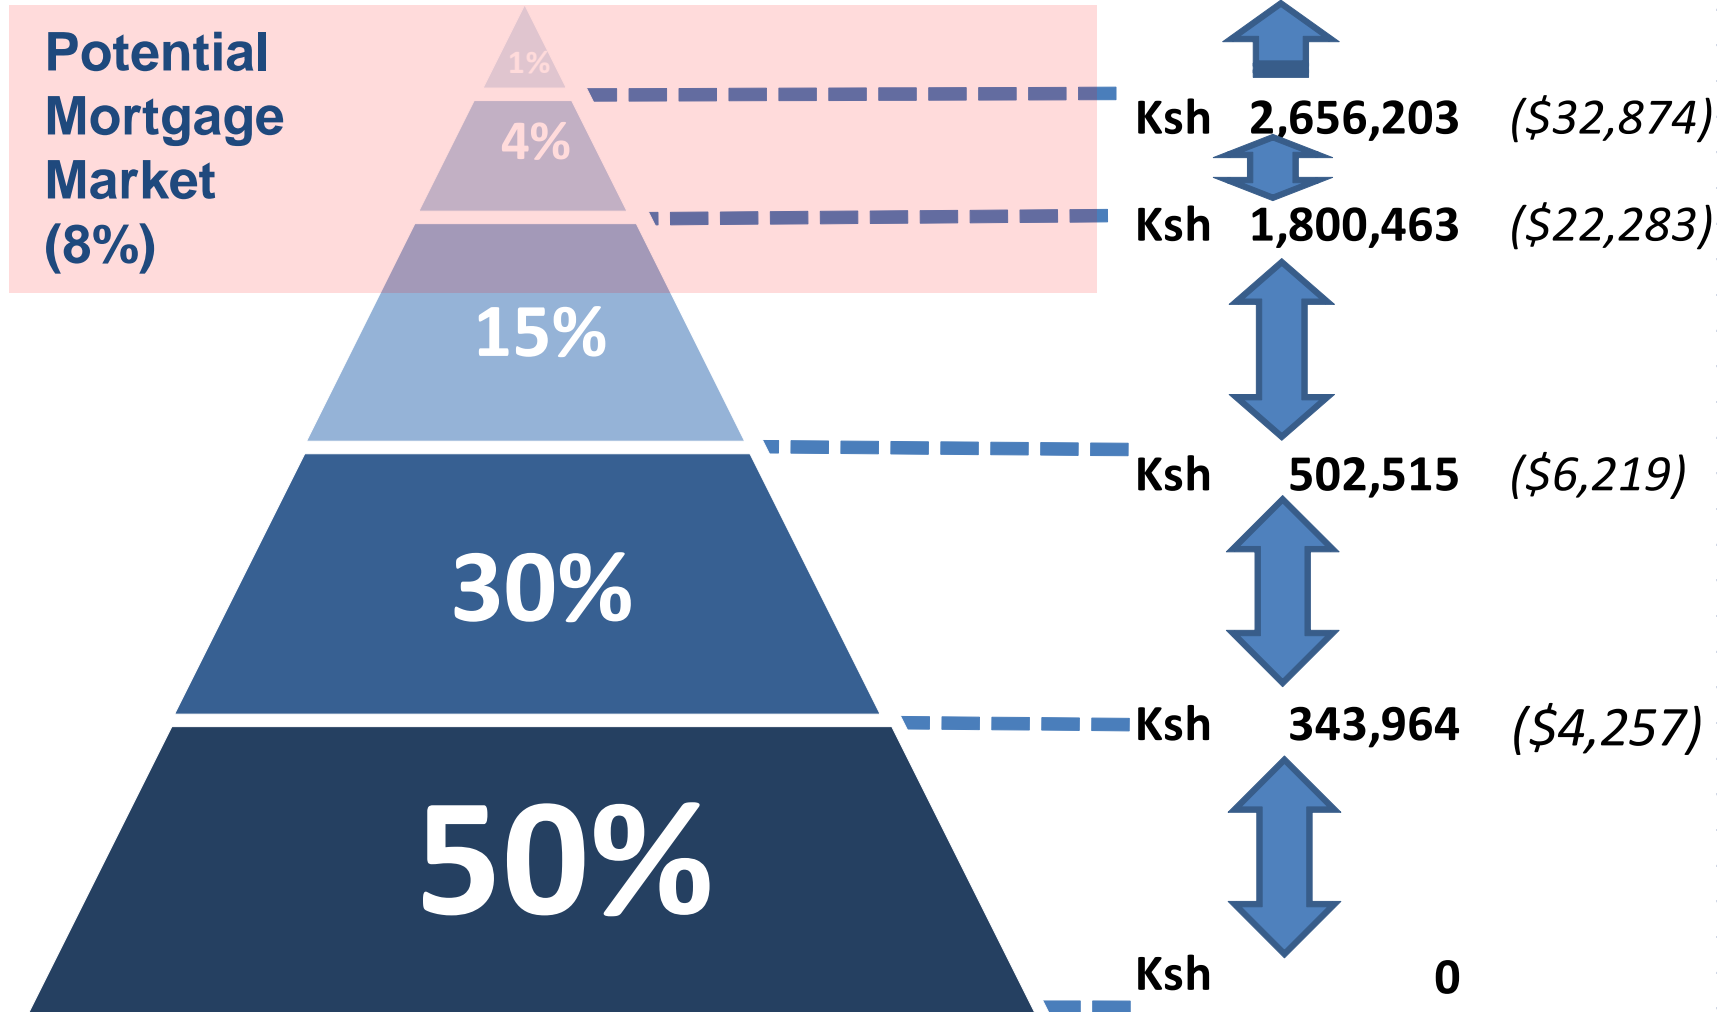 Potential
Mortgage
Market
(8%)
1%
4%
15%
30%
50%
Ksh 2,656,203 ($32,874)
Ksh 1,800,463 ($22,283)
Ksh 502,515 ($6,219)
Ksh 343,964 ($4,257)
Ksh 0